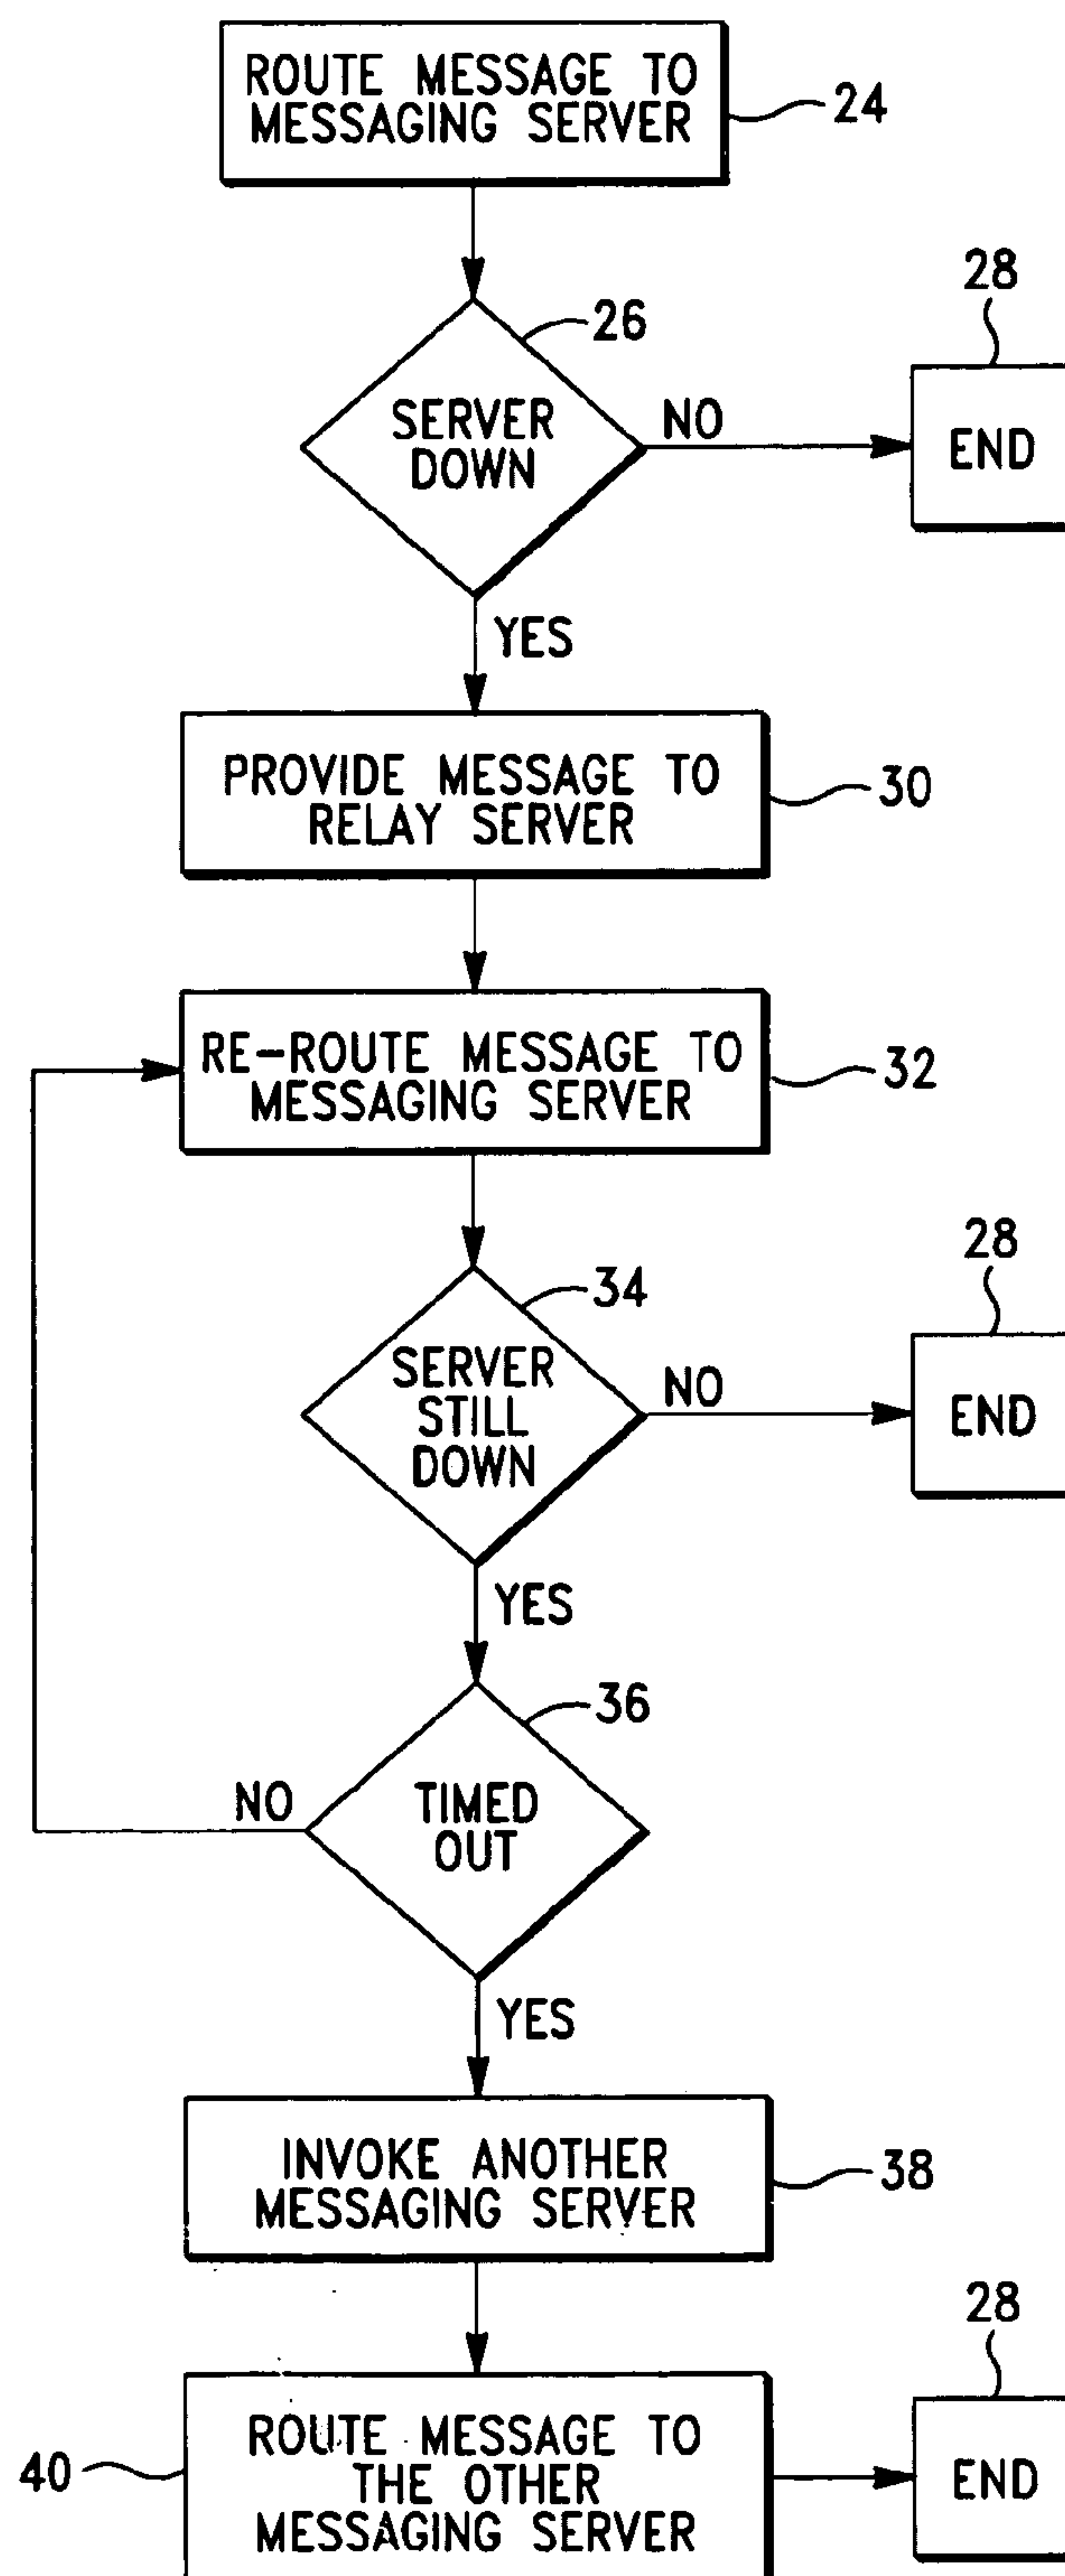 ROUTE MESSAGE TO
MESSAGING SERVER
24
26
28
SERVER
DOWN
NO
END
YES
PROVIDE MESSAGE TO
RELAY SERVER
30
RE-ROUTE MESSAGE TO
MESSAGING SERVER
32
34
28
SERVER
STILL
DOWN
NO
END
YES
36
TIMED
OUT
NO
YES
INVOKE ANOTHER
MESSAGING SERVER
38
28
40
ROUTE MESSAGE TO
THE OTHER
MESSAGING SERVER
END